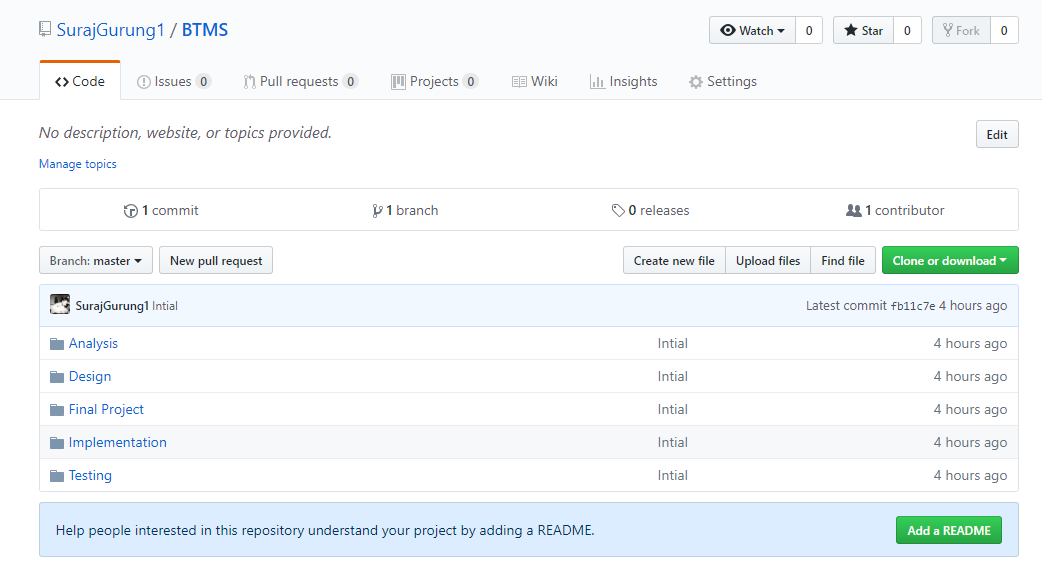 SurajGurung1 / BTMS
Watch 0 Star 0 Fork 0
Code Issues 0 Pull requests 0 Projects 0 Wiki Insights Settings
No description, website, or topics provided. Edit
Manage topics
1 commit 1 branch 0 releases 1 contributor
Branch: master New pull request Create new file Upload files Find file Clone or download
SurajGurung1 Intial Latest commit fb11c7e 4 hours ago
Analysis Intial 4 hours ago
Design Intial 4 hours ago
Final Project Intial 4 hours ago
Implementation Intial 4 hours ago
Testing Intial 4 hours ago
Help people interested in this repository understand your project by adding a README. Add a README